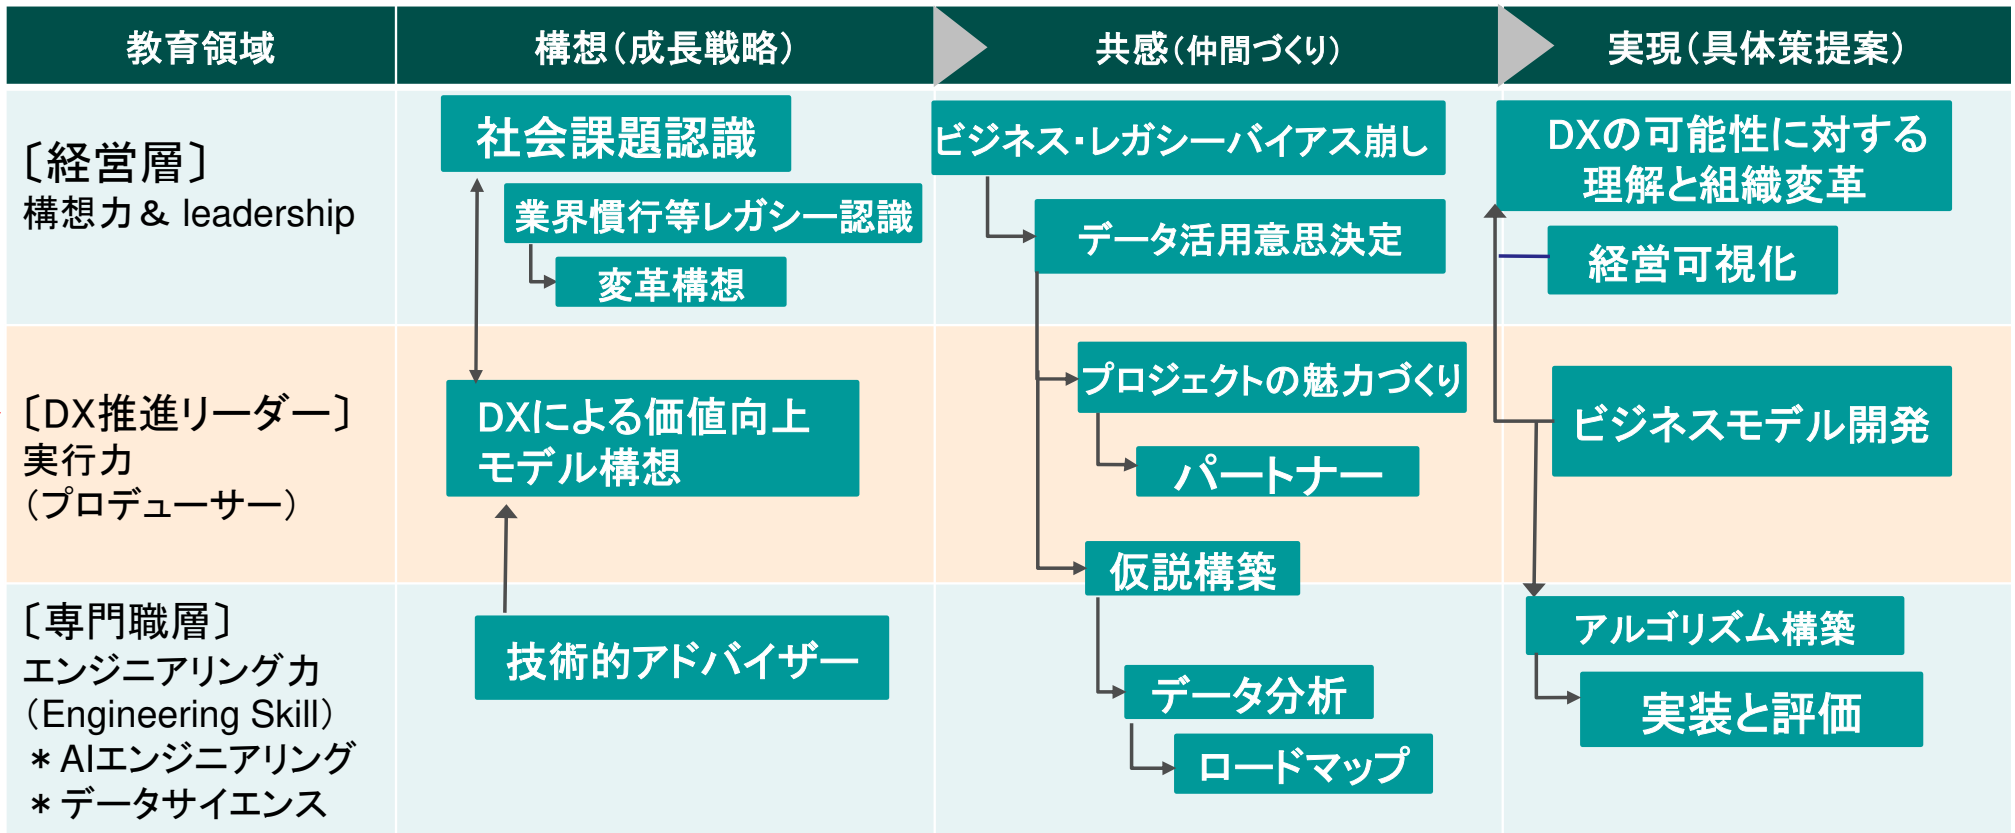 教育領域
構想（成長戦略）
共感（仲間づくり）
実現（具体策提案）
〔経営層〕
構想力＆ leadership
社会課題認識
業界慣行等レガシー認識
変革構想
ビジネス・レガシーバイアス崩し
データ活用意思決定
DXの可能性に対する
理解と組織変革
経営可視化
〔DX推進リーダー〕
実行力
（プロデューサー）
DXによる価値向上
モデル構想
プロジェクトの魅力づくり
パートナー
仮説構築
ビジネスモデル開発
〔専門職層〕
エンジニアリング力
（Engineering Skill）
＊AIエンジニアリング
＊データサイエンス
技術的アドバイザー
データ分析
ロードマップ
アルゴリズム構築
実装と評価